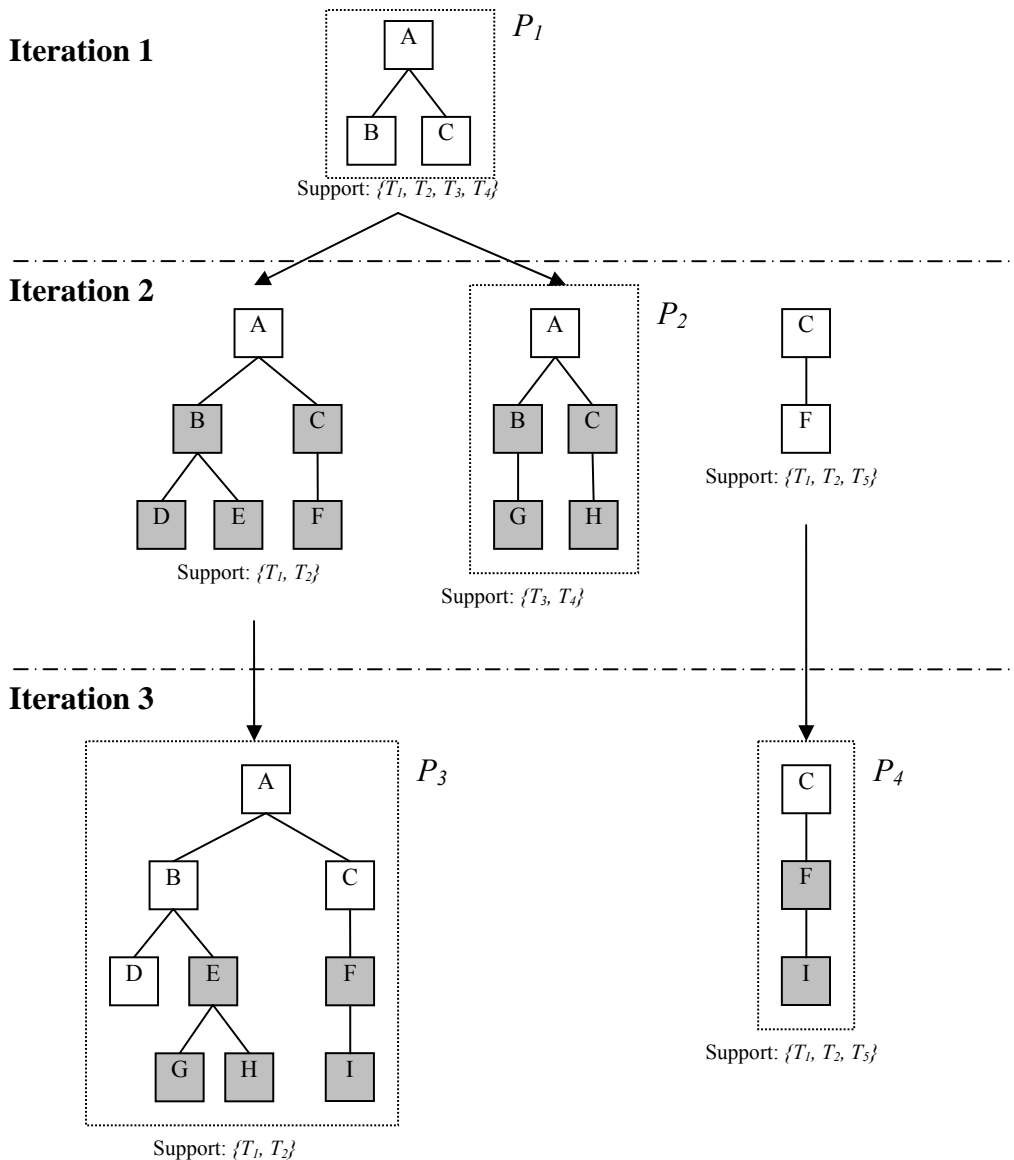 Iteration 1
P1
A
B C
Support: {T1, T2, T3, T4}
Iteration 2
P2
A A C
B C B C F
Support: {T1, T2, T5}
D E F G H
Support: {T1, T2}
Support: {T3, T4}
Iteration 3
P3
P4
A C
B C F
D E F I
G H I
Support: {T1, T2, T5}
Support: {T1, T2}